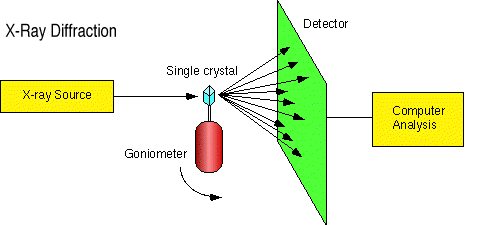 X-Ray Diffraction
Detector
Single crystal
X-ray Source
Computer
Analysis
Goniometer